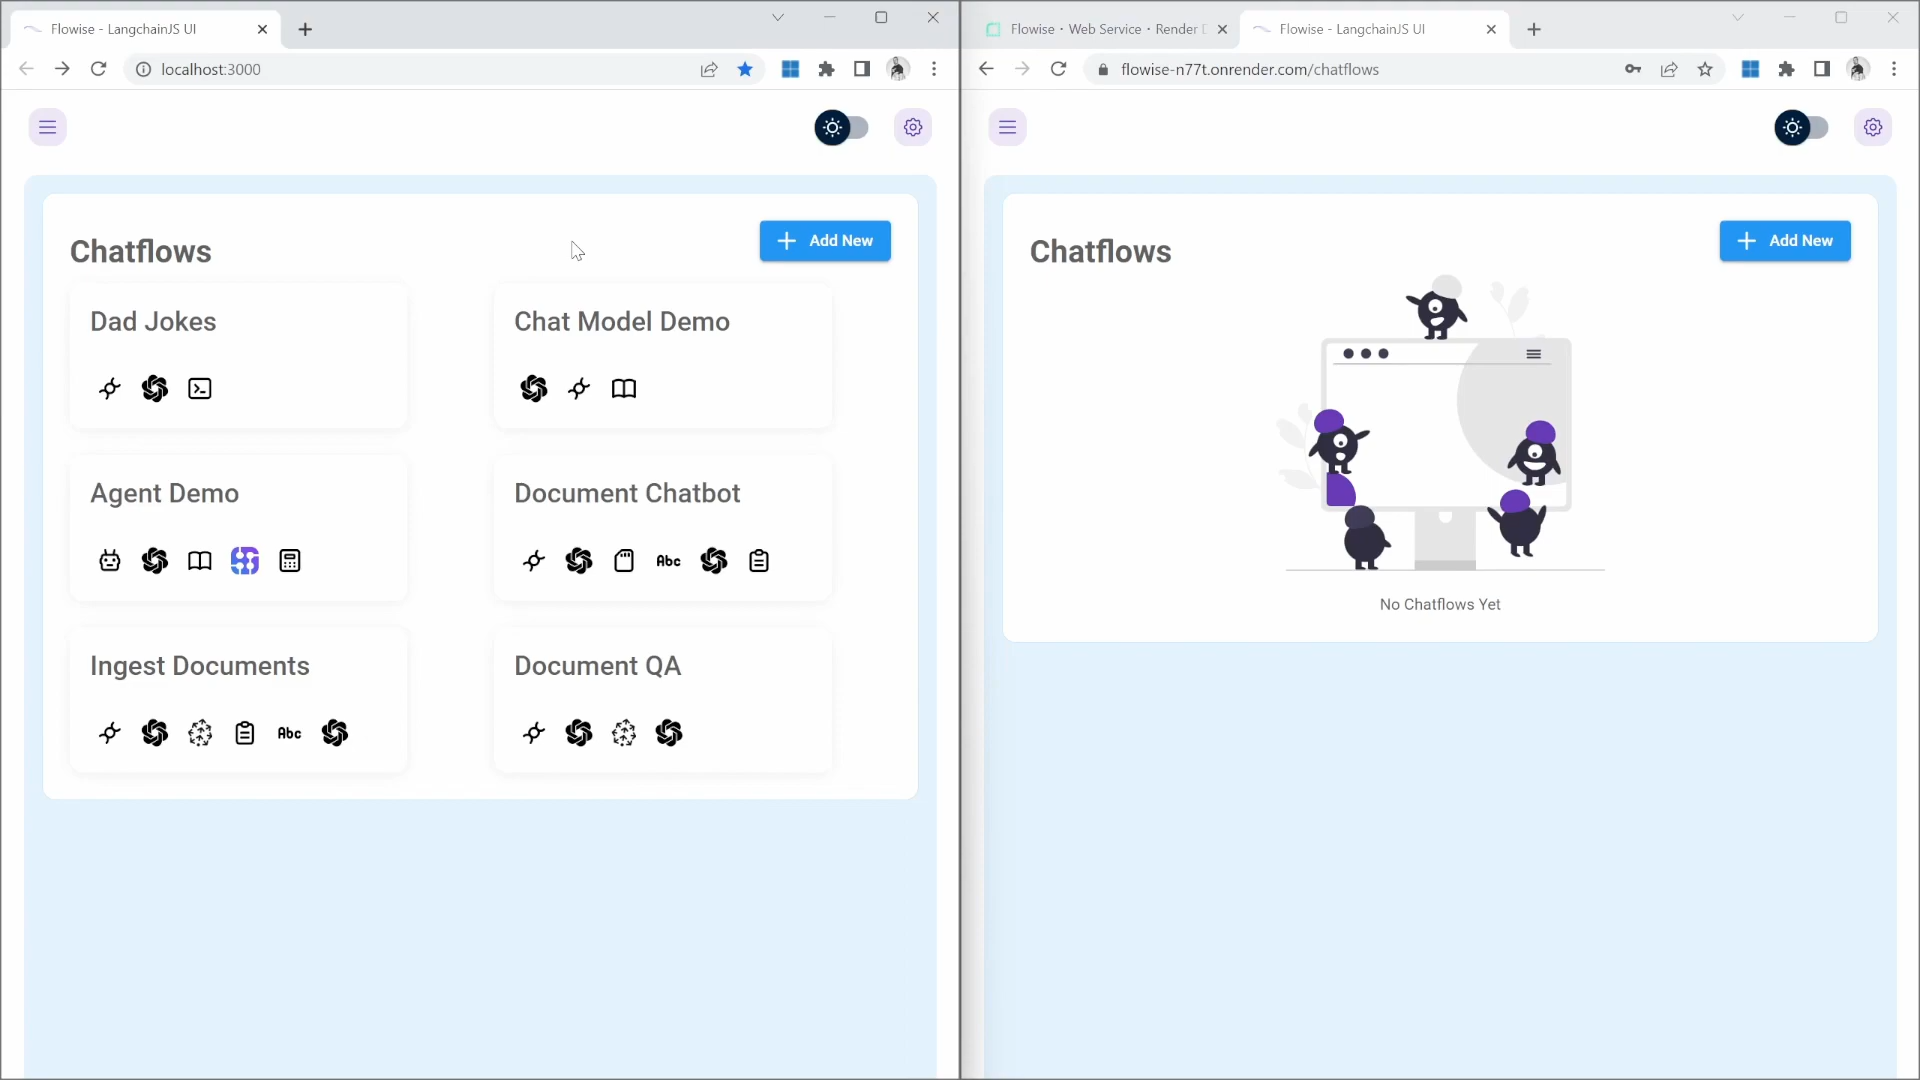 Flowise - LangchainJS UI
localhost:3000
Chatflows
Add New
Dad Jokes
Chat Model Demo
Agent Demo
Document Chatbot
Abc
Ingest Documents
Document QA
Abc
Flowise · Web Service · Render
Flowise - LangchainJS UI
flowise-n77t.onrender.com/chatflows
Chatflows
Add New
No Chatflows Yet